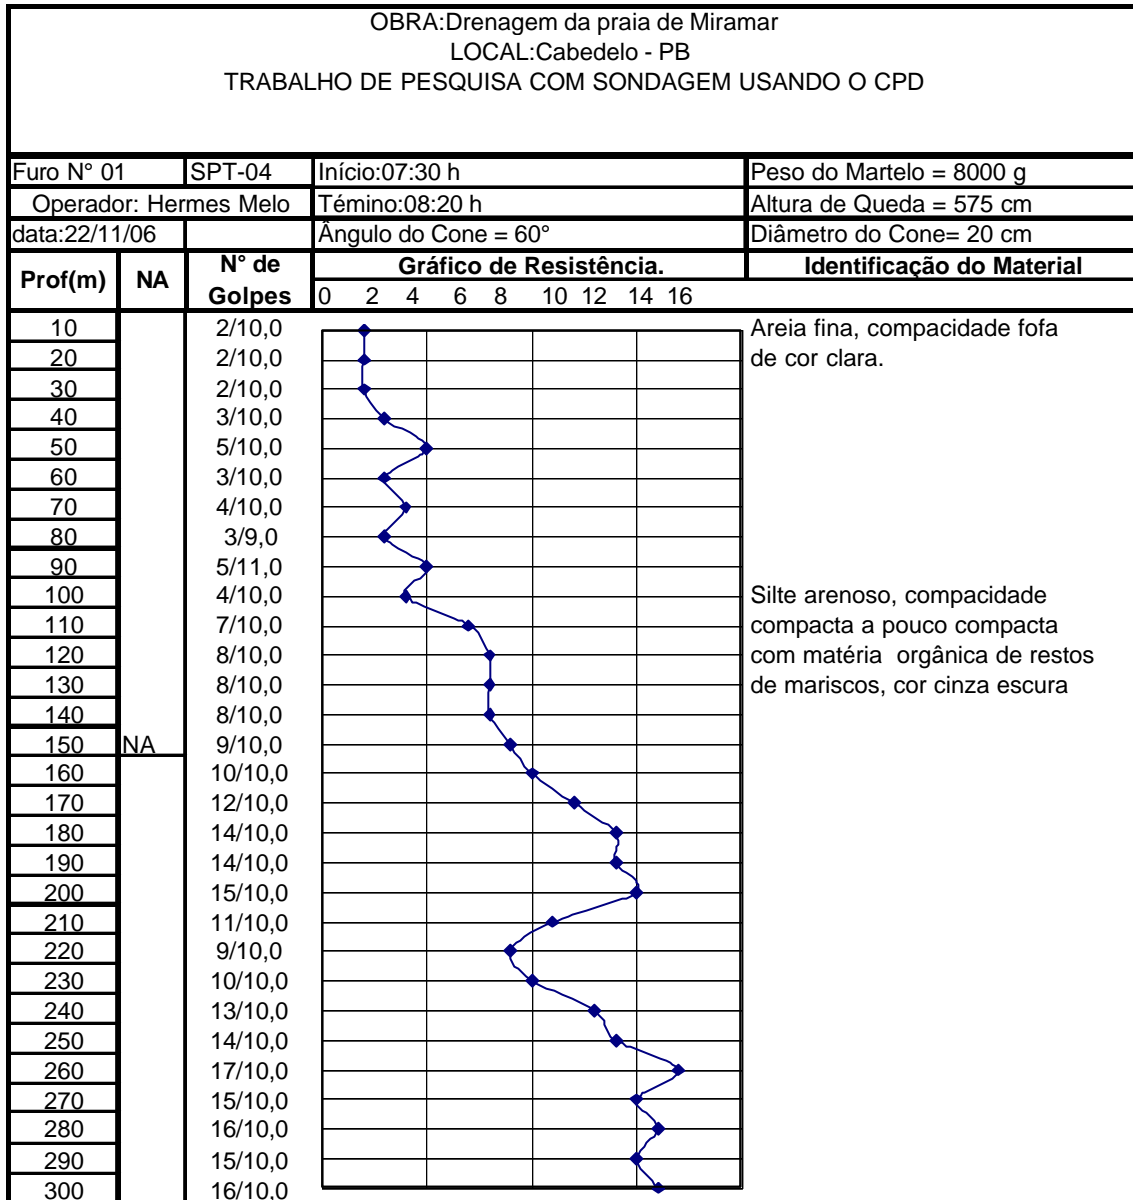 OBRA:Drenagem da praia de Miramar
LOCAL:Cabedelo - PB
TRABALHO DE PESQUISA COM SONDAGEM USANDO O CPD
Furo N° 01 SPT-04 Início:07:30 h Peso do Martelo = 8000 g
Operador: Hermes Melo Témino:08:20 h Altura de Queda = 575 cm
data:22/11/06 Ângulo do Cone = 60° Diâmetro do Cone= 20 cm
Prof(m) NA N° de Golpes Gráfico de Resistência. Identificação do Material
0 2 4 6 8 10 12 14 16
10 2/10,0 Areia fina, compacidade fofa
20 2/10,0 de cor clara.
30 2/10,0
40 3/10,0
50 5/10,0
60 3/10,0
70 4/10,0
80 3/9,0
90 5/11,0
100 4/10,0 Silte arenoso, compacidade
110 7/10,0 compacta a pouco compacta
120 8/10,0 com matéria orgânica de restos
130 8/10,0 de mariscos, cor cinza escura
140 8/10,0
150 NA 9/10,0
160 10/10,0
170 12/10,0
180 14/10,0
190 14/10,0
200 15/10,0
210 11/10,0
220 9/10,0
230 10/10,0
240 13/10,0
250 14/10,0
260 17/10,0
270 15/10,0
280 16/10,0
290 15/10,0
300 16/10,0